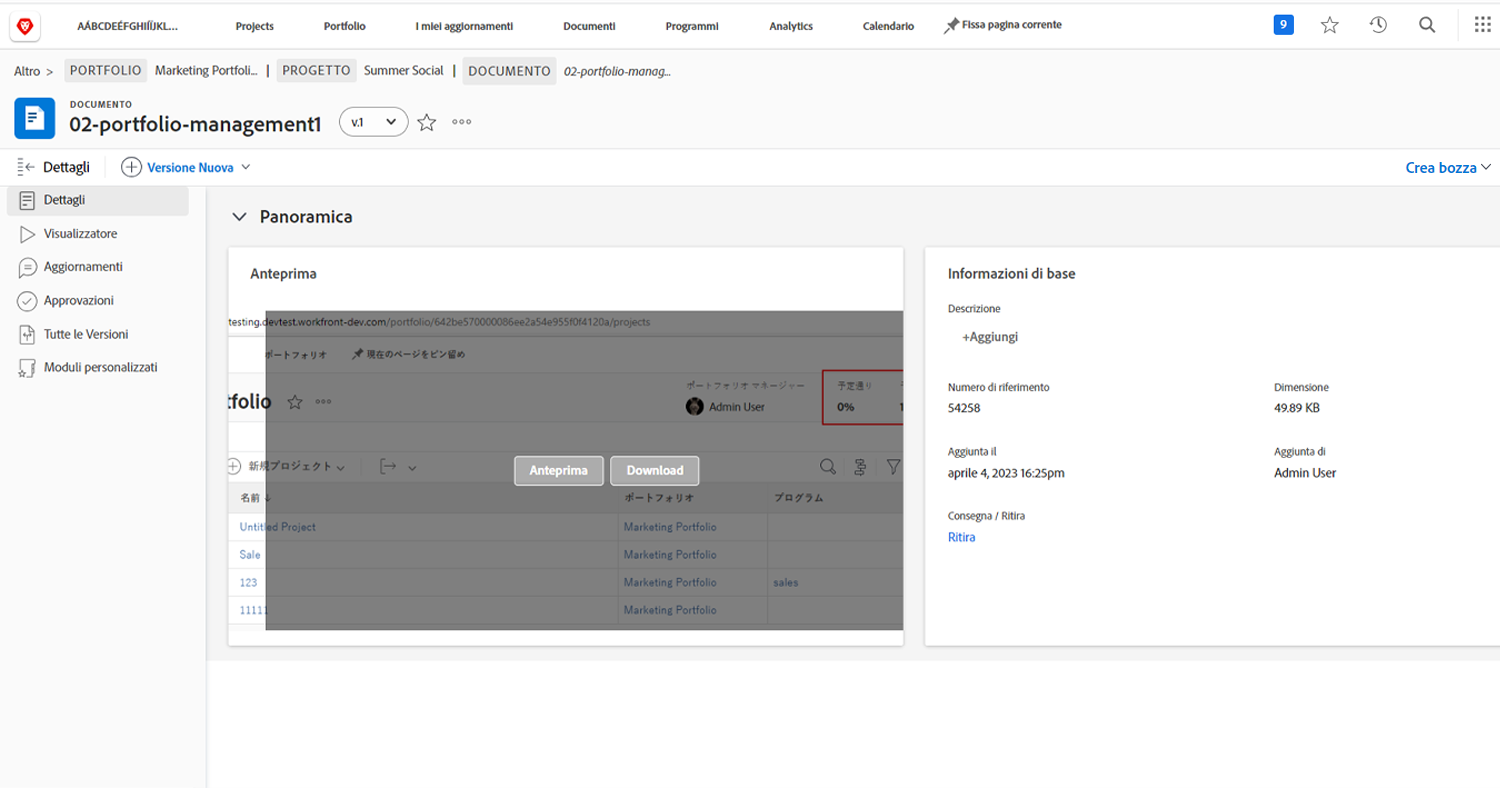 AÁBCDEÉFGHIÍJKL... Projects Portfolio I miei aggiornamenti Documenti Programmi Analytics Calendario Fissa pagina corrente 9
Altro > PORTFOLIO Marketing Portfoli... | PROGETTO Summer Social | DOCUMENTO 02-portfolio-manag...
DOCUMENTO
02-portfolio-management1 v.1
Dettagli Versione Nuova Crea bozza
Dettagli
Visualizzatore
Aggiornamenti
Approvazioni
Tutte le Versioni
Moduli personalizzati
Panoramica
Anteprima
testing.devtest.workfront-dev.com/portfolio/642be570000086ee2a54e955f0f4120a/projects
ポートフォリオ 現在のページをピン留め
tfolio
ポートフォリオ マネージャー 予定通り
Admin User 0%
新規プロジェクト
Anteprima Download
名前 ↓ ポートフォリオ プログラム
Untitled Project Marketing Portfolio
Sale Marketing Portfolio
123 Marketing Portfolio sales
11111 Marketing Portfolio
Informazioni di base
Descrizione
+Aggiungi
Numero di riferimento Dimensione
54258 49.89 KB
Aggiunta il Aggiunta di
aprile 4, 2023 16:25pm Admin User
Consegna / Ritira
Ritira